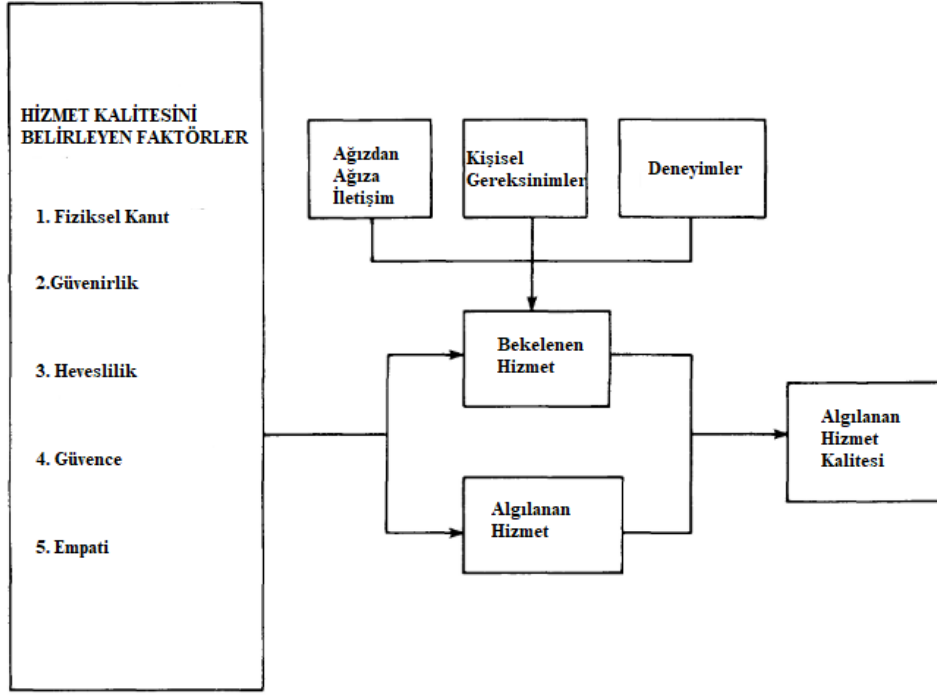 HİZMET KALİTESİNİ
BELİRLEYEN FAKTÖRLER
1. Fiziksel Kanıt
2.Güvenirlik
3. Heveslilik
4. Güvence
5. Empati
Ağızdan
Ağıza
İletişim
Kişisel
Gereksinimler
Deneyimler
Bekelenen
Hizmet
Algılanan
Hizmet
Algılanan
Hizmet
Kalitesi